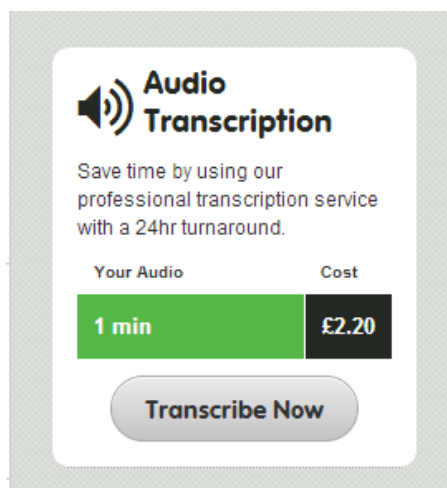 Audio
Transcription
Save time by using our
professional transcription service
with a 24hr turnaround.
Your Audio Cost
1 min £2.20
Transcribe Now